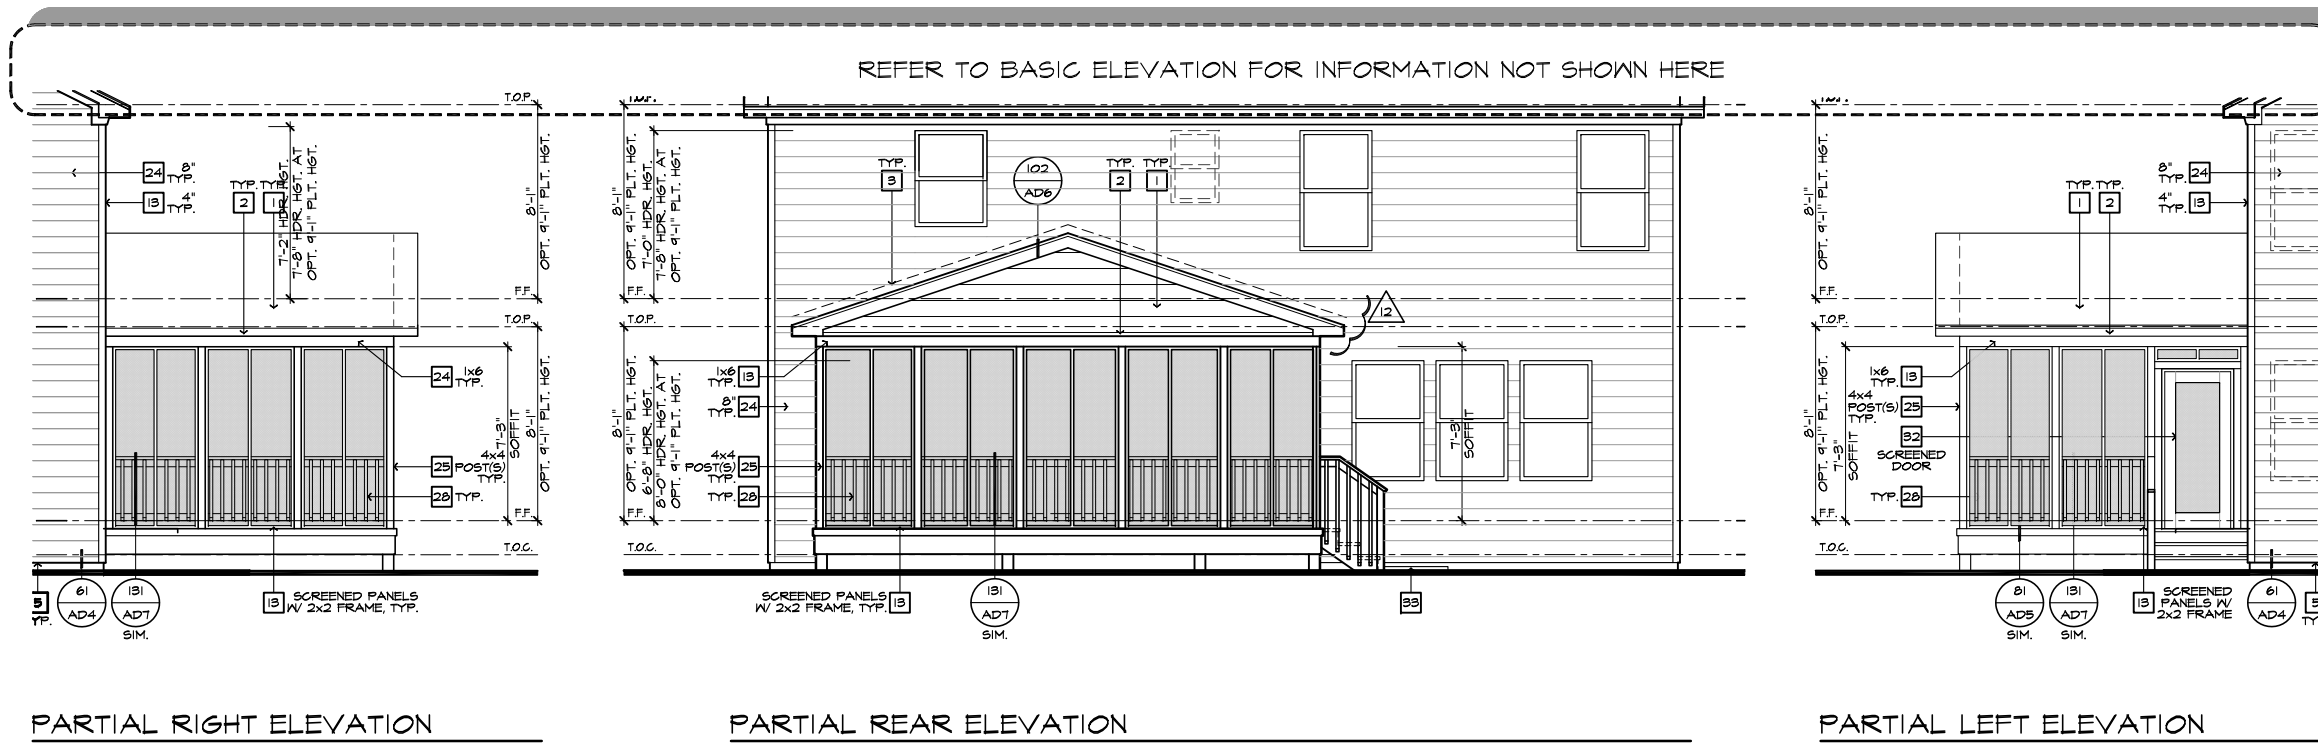 REFER TO BASIC ELEVATION FOR INFORMATION NOT SHOWN HERE
T.O.P.
24 8"
TYP.
13 4"
TYP.
TYP. TYP.
2 1
7'-2" HDR. HGT.
7'-8" HDR. HGT. AT
OPT. 9'-1" PLT. HGT.
8'-1"
OPT. 9'-1" PLT. HGT.
F.F.
T.O.P.
24 1x6
TYP.
7'-3"
SOFFIT
8'-1"
OPT. 9'-1" PLT. HGT.
4x4
25 POST(S)
TYP.
28 TYP.
F.F.
T.O.C.
5
TYP.
61
AD4
131
AD7
SIM.
13 SCREENED PANELS
W/ 2x2 FRAME, TYP.
PARTIAL RIGHT ELEVATION
T.O.P.
8'-1"
OPT. 9'-1" PLT. HGT.
7'-0" HDR. HGT.
7'-8" HDR. HGT. AT
OPT. 9'-1" PLT. HGT.
TYP.
3
102
AD6
TYP. TYP.
2 1
F.F.
T.O.P.
12
8'-1"
OPT. 9'-1" PLT. HGT.
6'-8" HDR. HGT.
8'-0" HDR. HGT. AT
OPT. 9'-1" PLT. HGT.
1x6
TYP. 13
8"
TYP. 24
4x4
POST(S) 25
TYP.
TYP. 28
7'-3"
SOFFIT
F.F.
T.O.C.
SCREENED PANELS
W/ 2x2 FRAME, TYP. 13
131
AD7
SIM.
33
PARTIAL REAR ELEVATION
T.O.P.
8'-1"
OPT. 9'-1" PLT. HGT.
8"
TYP. 24
4"
TYP. 13
TYP. TYP.
1 2
F.F.
T.O.P.
8'-1"
OPT. 9'-1" PLT. HGT.
7'-3"
SOFFIT
1x6
TYP. 13
4x4
POST(S) 25
TYP.
32
SCREENED
DOOR
TYP. 28
F.F.
T.O.C.
81
AD5
SIM.
131
AD7
SIM.
13 SCREENED
PANELS W/
2x2 FRAME
61
AD4
5
PARTIAL LEFT ELEVATION